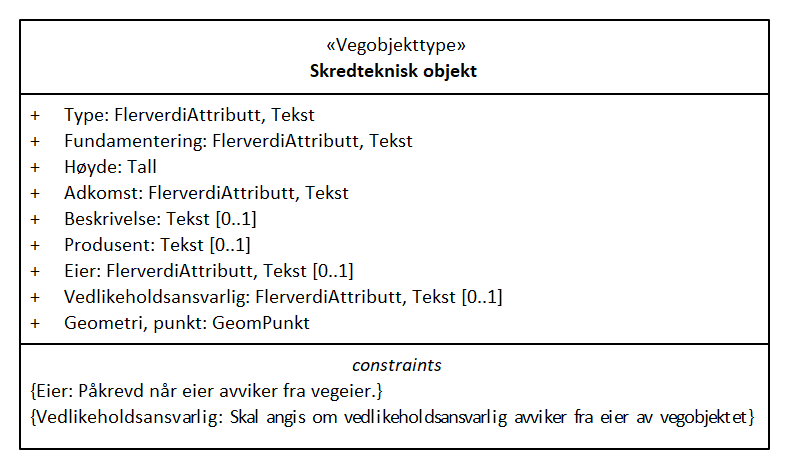 «Vegobjekttype»
Skredteknisk objekt
+ Type: FlerverdiAttributt, Tekst
+ Fundamentering: FlerverdiAttributt, Tekst
+ Høyde: Tall
+ Adkomst: FlerverdiAttributt, Tekst
+ Beskrivelse: Tekst [0..1]
+ Produsent: Tekst [0..1]
+ Eier: FlerverdiAttributt, Tekst [0..1]
+ Vedlikeholdsansvarlig: FlerverdiAttributt, Tekst [0..1]
+ Geometri, punkt: GeomPunkt
constraints
{Eier: Påkrevd når eier avviker fra vegeier.}
{Vedlikeholdsansvarlig: Skal angis om vedlikeholdsansvarlig avviker fra eier av vegobjektet}